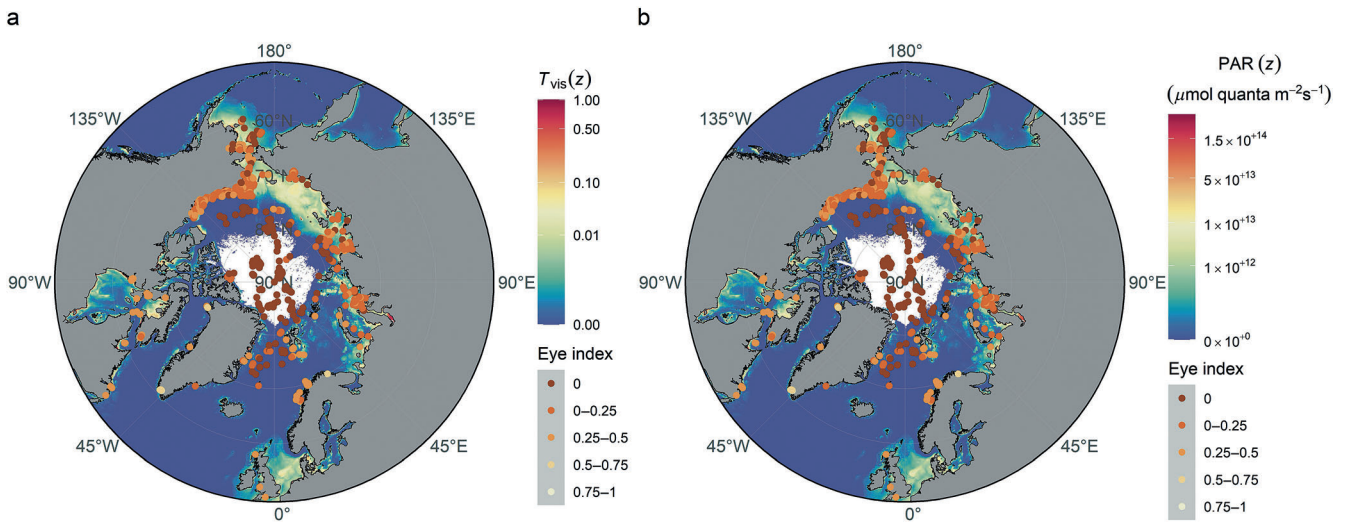 a
180°
135°W
135°E
60°N
70°N
90°W
90°N
90°E
45°W
45°E
0°
T_vis(z)
1.00
0.50
0.10
0.01
0.00
Eye index
0
0–0.25
0.25–0.5
0.5–0.75
0.75–1
b
180°
135°W
135°E
60°N
70°N
90°W
90°N
90°E
45°W
45°E
0°
PAR (z)
(μmol quanta m⁻²s⁻¹)
1.5×10⁺¹⁴
5×10⁺¹³
1×10⁺¹³
1×10⁺¹²
0×10⁺⁰
Eye index
0
0–0.25
0.25–0.5
0.5–0.75
0.75–1